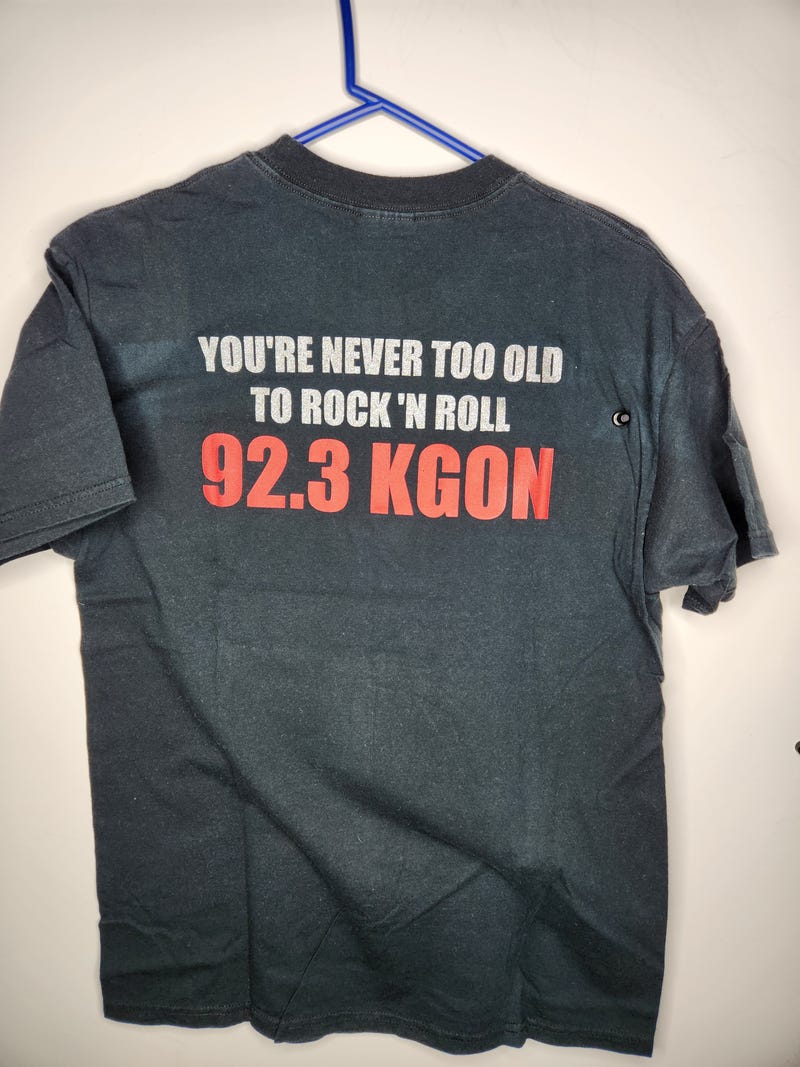 YOU'RE NEVER TOO OLD
TO ROCK 'N ROLL
92.3 KGON